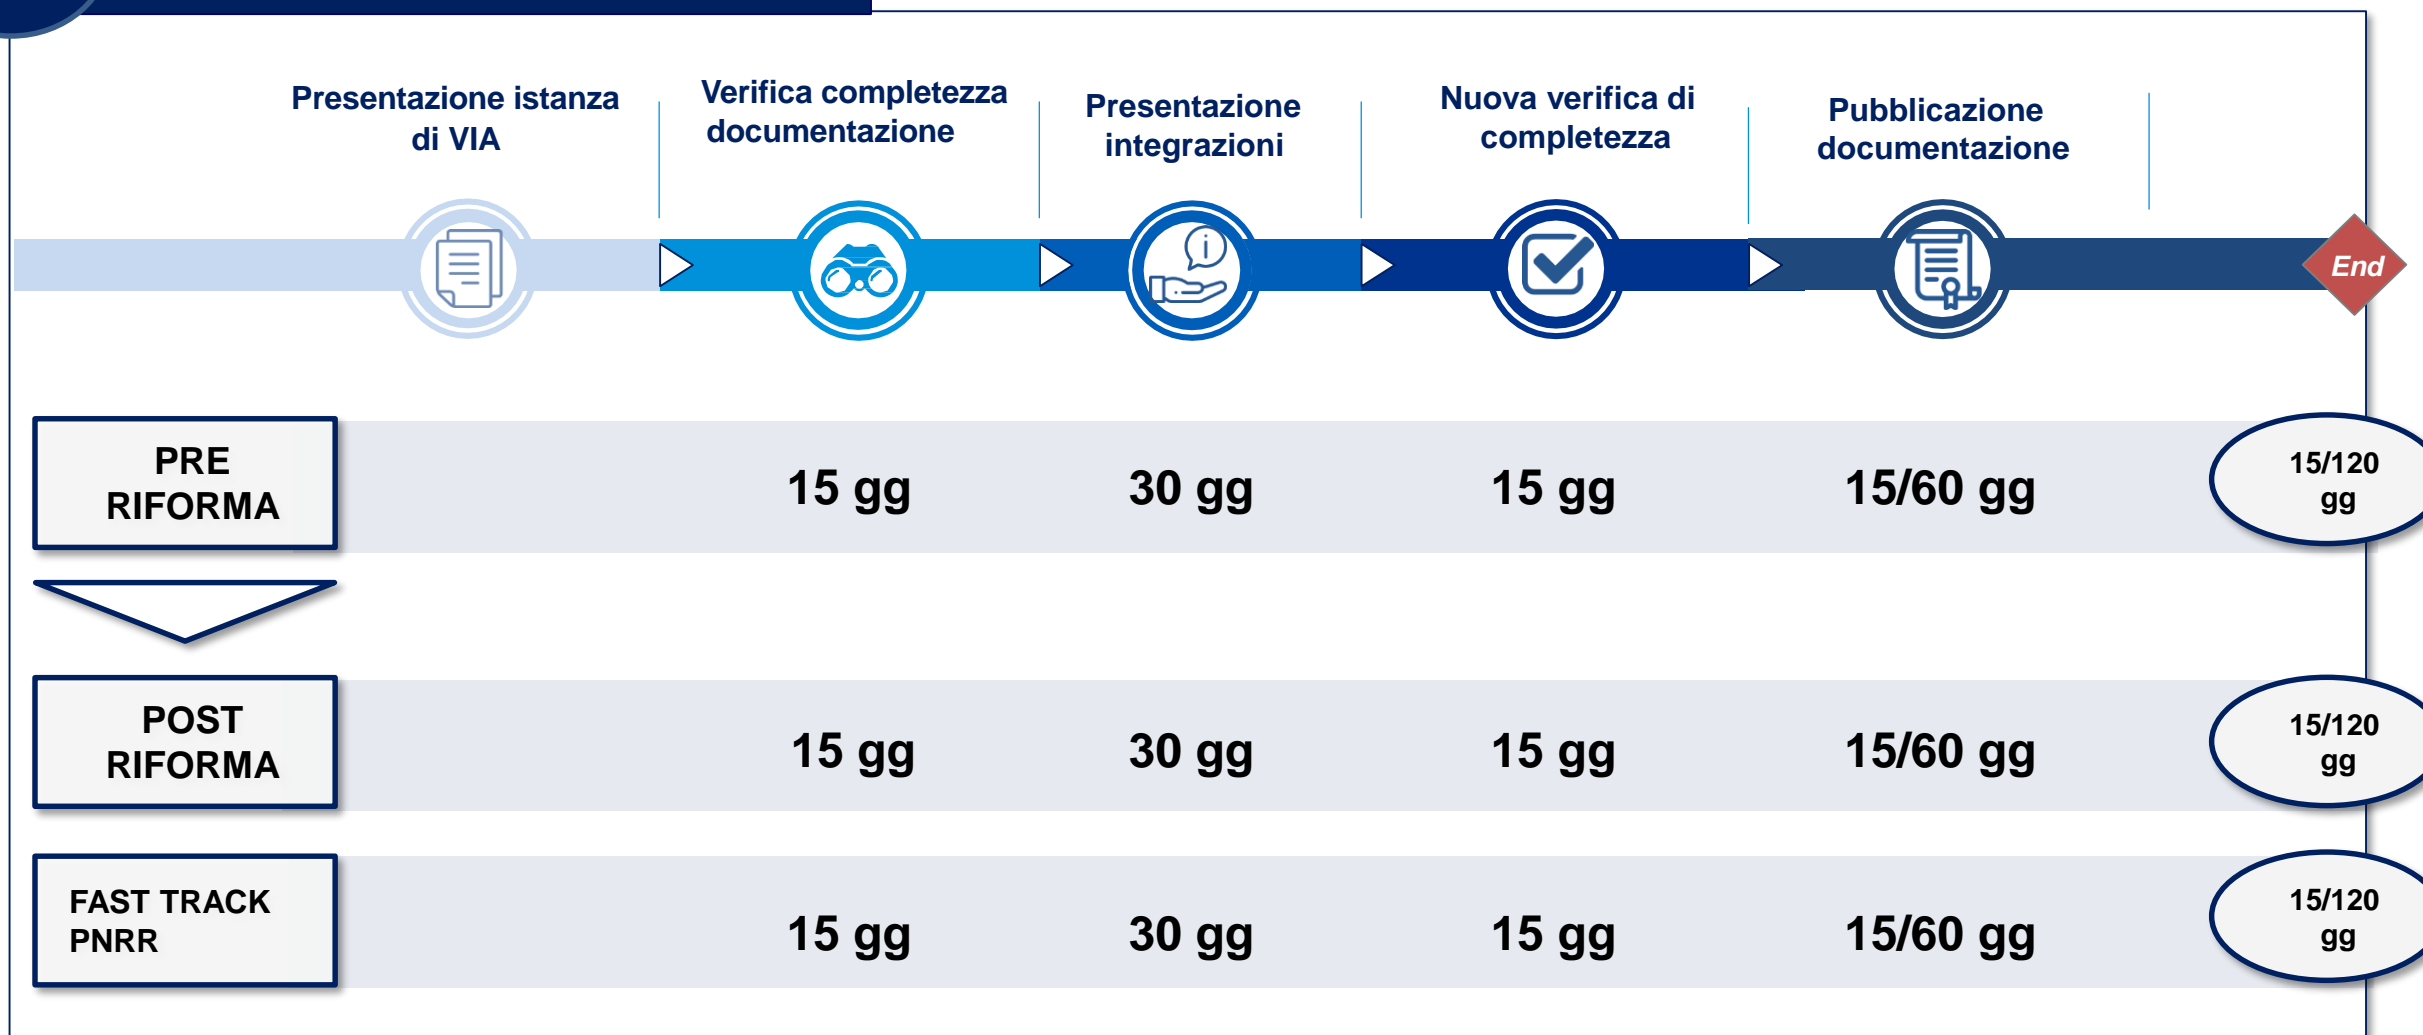 Presentazione istanza
di VIA
Verifica completezza
documentazione
Presentazione
integrazioni
Nuova verifica di
completezza
Pubblicazione
documentazione
i
End
PRE
RIFORMA
15 gg
30 gg
15 gg
15/60 gg
15/120
gg
POST
RIFORMA
15 gg
30 gg
15 gg
15/60 gg
15/120
gg
FAST TRACK
PNRR
15 gg
30 gg
15 gg
15/60 gg
15/120
gg